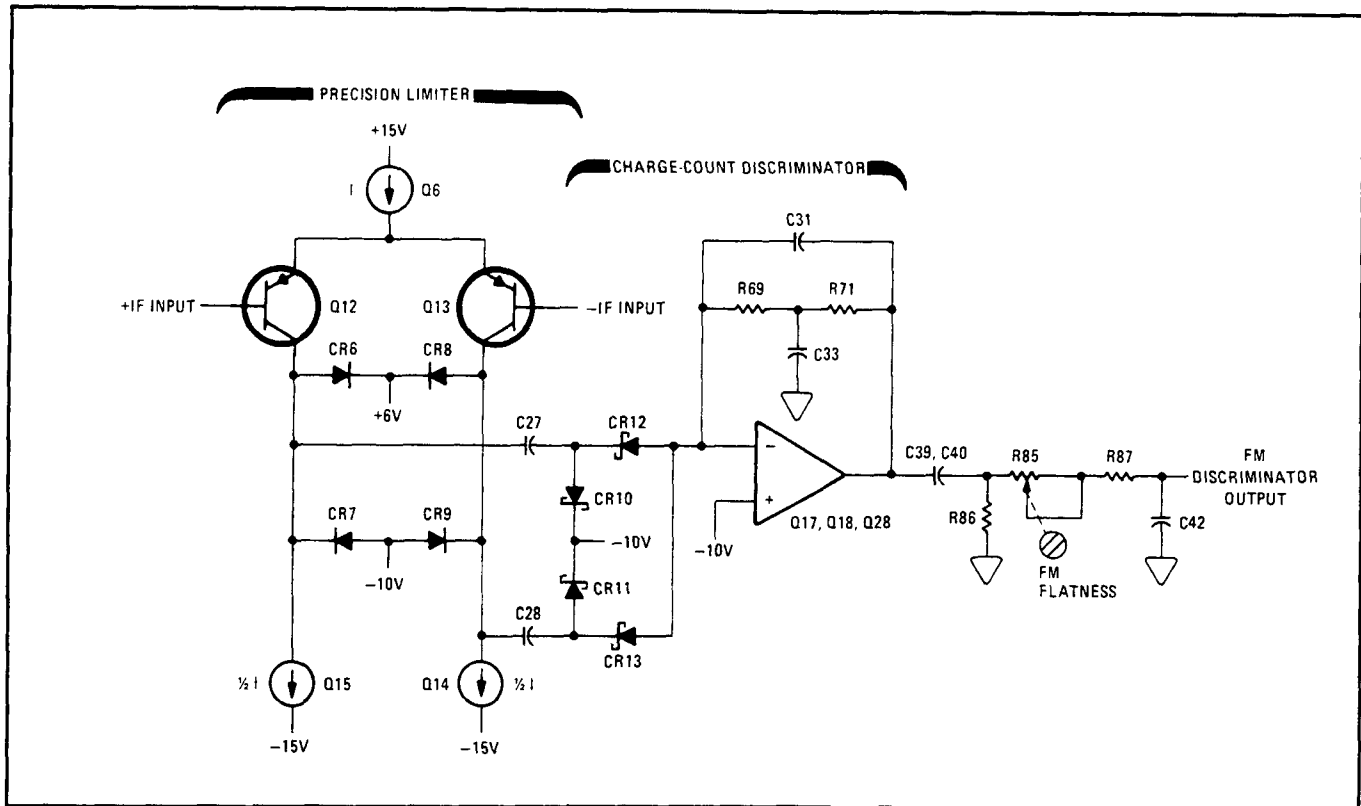 PRECISION LIMITER
+15V
I
Q6
CHARGE-COUNT DISCRIMINATOR
C31
R69
R71
+IF INPUT
Q12
Q13
-IF INPUT
C33
CR6
CR8
+6V
C27
CR12
C39, C40
R85
R87
FM
DISCRIMINATOR
OUTPUT
-
+
CR10
CR7
CR9
-10V
-10V
-10V
Q17, Q18, Q28
R86
C42
CR11
FM
FLATNESS
C28
CR13
½ I
Q15
Q14
½ I
-15V
-15V